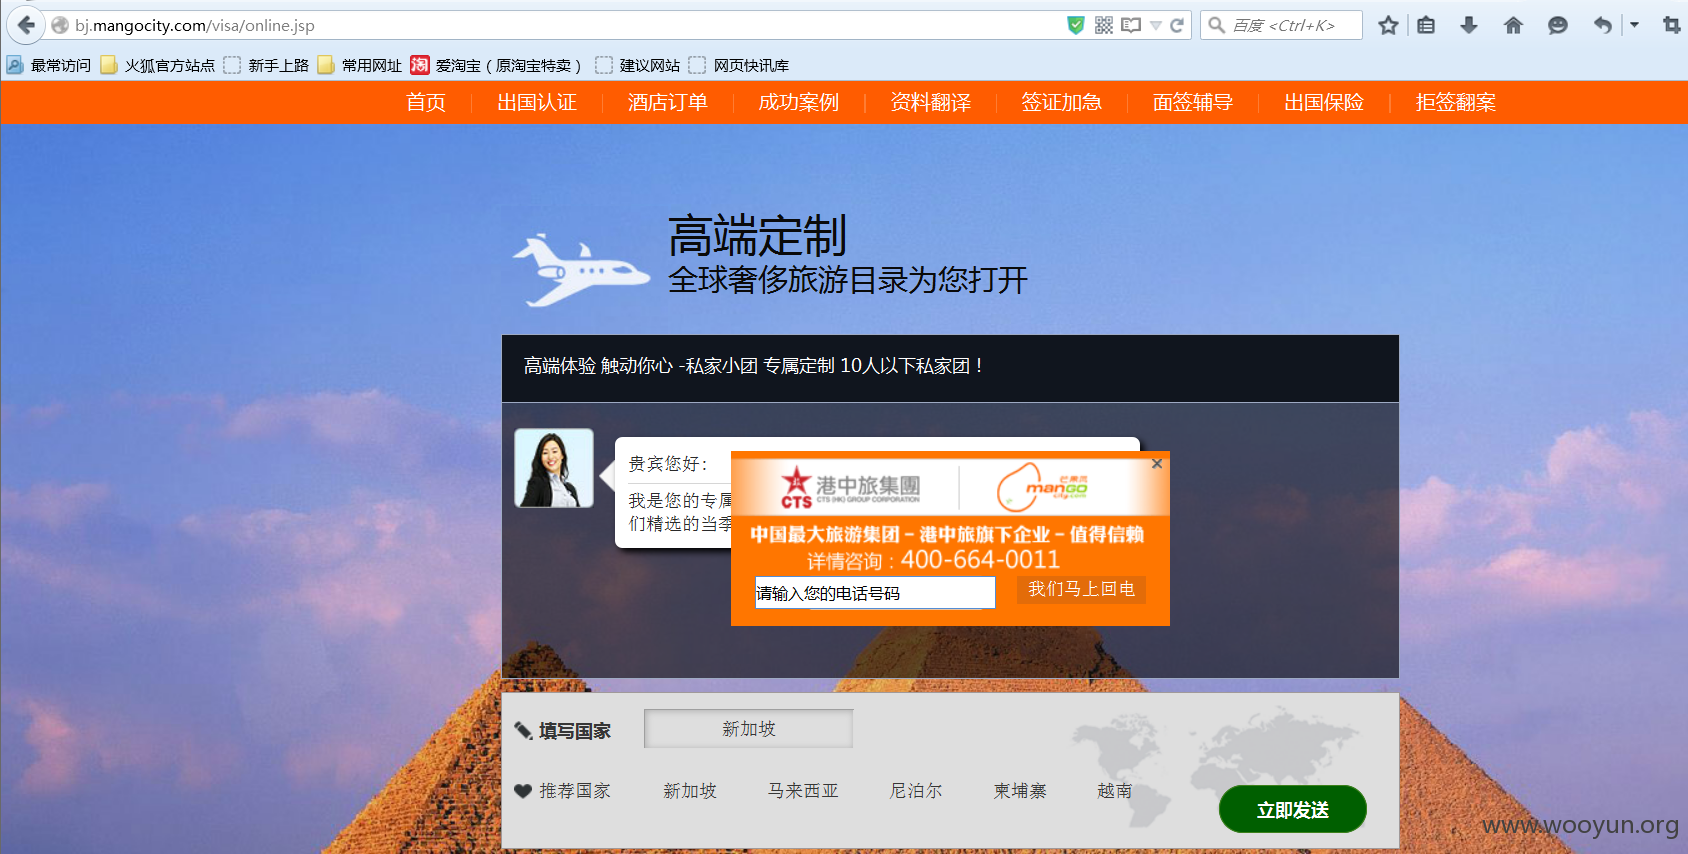 bj.mangocity.com/visa/online.jsp
百度 <Ctrl+K>
最常访问 火狐官方站点 新手上路 常用网址 淘 爱淘宝（原淘宝特卖） 建议网站 网页快讯库
首页 出国认证 酒店订单 成功案例 资料翻译 签证加急 面签辅导 出国保险 拒签翻案
高端定制
全球奢侈旅游目录为您打开
高端体验 触动你心 -私家小团 专属定制 10人以下私家团！
贵宾您好：
我是您的专属
们精选的当季
CTS 港中旅集團
CTS (HK) GROUP CORPORATION
芒果网
mango
city.com
中国最大旅游集团－港中旅旗下企业－值得信赖
详情咨询：400-664-0011
请输入您的电话号码 我们马上回电
填写国家 新加坡
推荐国家 新加坡 马来西亚 尼泊尔 柬埔寨 越南
立即发送
www.wooyun.org